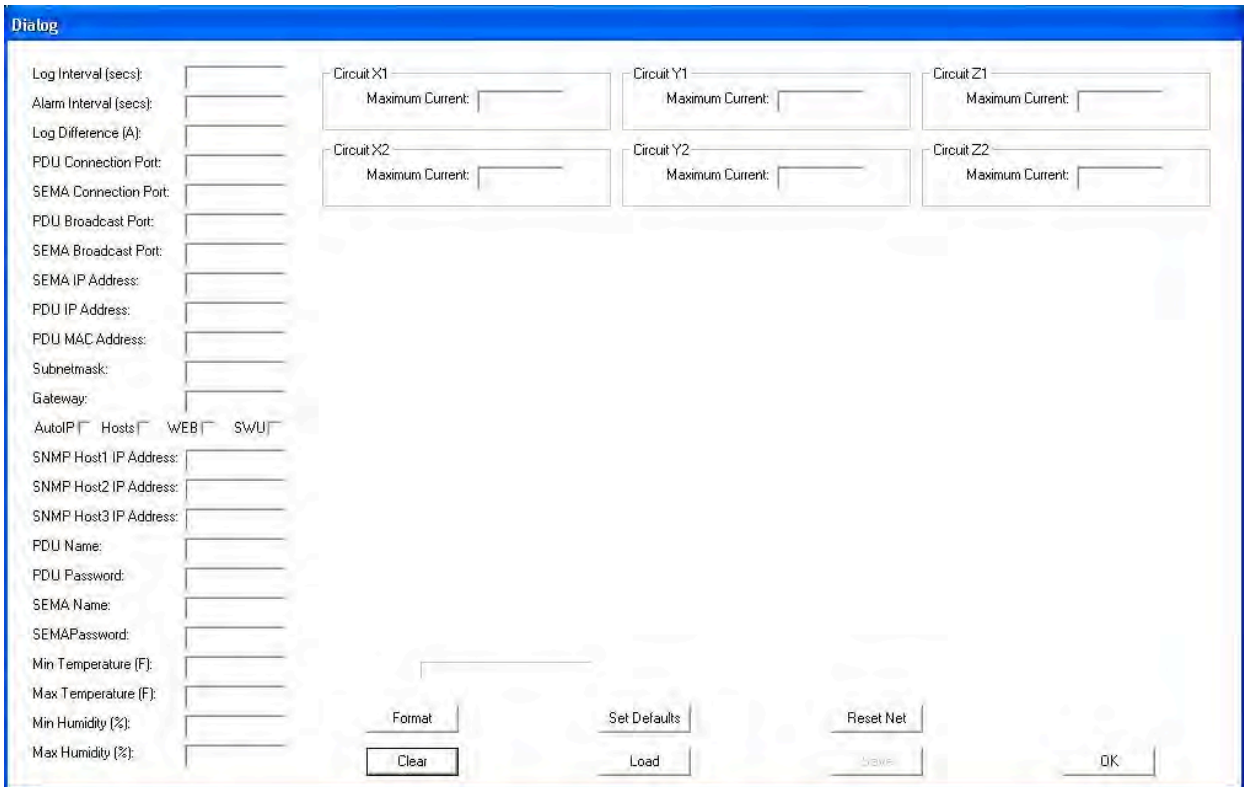 Dialog
Log Interval (secs):
Alarm Interval (secs):
Log Difference (A):
PDU Connection Port:
SEMA Connection Port:
PDU Broadcast Port:
SEMA Broadcast Port:
SEMA IP Address:
PDU IP Address:
PDU MAC Address:
Subnetmask:
Gateway:
AutoIP Hosts WEB SWU
SNMP Host1 IP Address:
SNMP Host2 IP Address:
SNMP Host3 IP Address:
PDU Name:
PDU Password:
SEMA Name:
SEMAPassword:
Min Temperature (F):
Max Temperature (F):
Min Humidity (%):
Max Humidity (%):
Circuit X1
Maximum Current:
Circuit Y1
Maximum Current:
Circuit Z1
Maximum Current:
Circuit X2
Maximum Current:
Circuit Y2
Maximum Current:
Circuit Z2
Maximum Current:
Format Set Defaults Reset Net
Clear Load Save OK